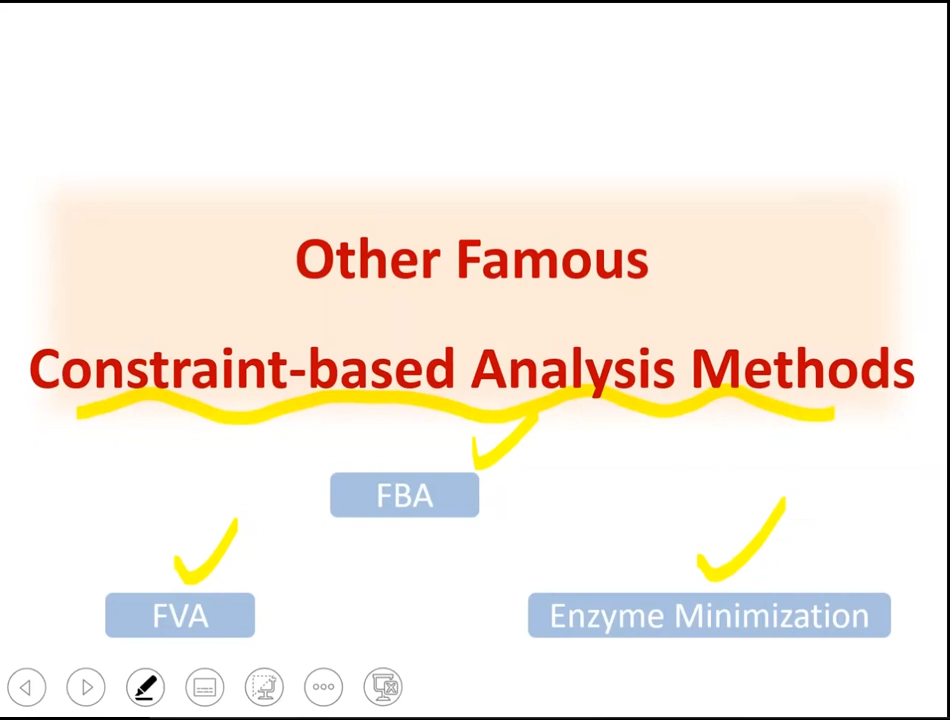 Other Famous
Constraint-based Analysis Methods
FBA
FVA
Enzyme Minimization